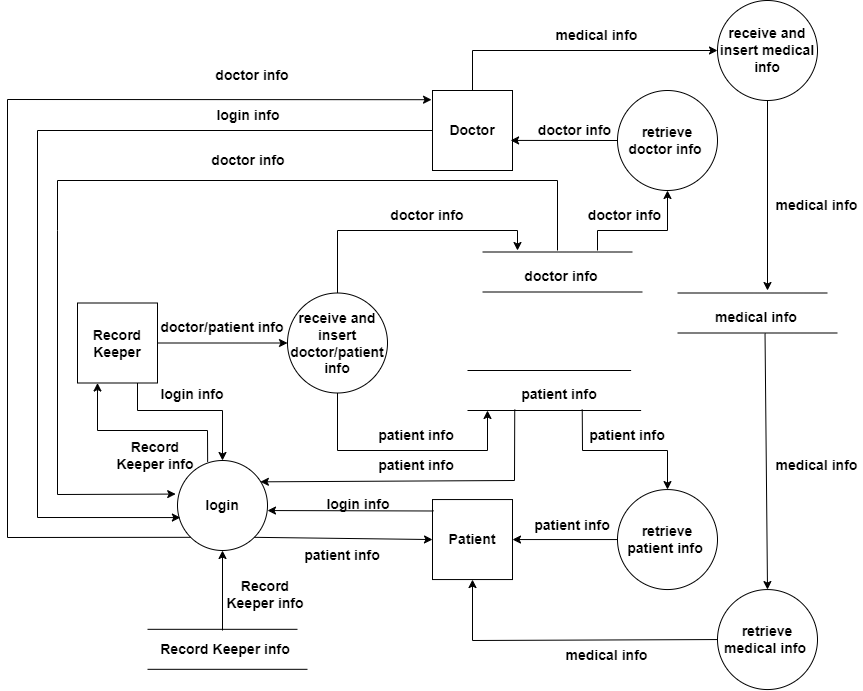 receive and
insert medical
info
medical info
doctor info
login info
Doctor
doctor info
retrieve
doctor info
doctor info
medical info
doctor info
doctor info
doctor info
medical info
Record
Keeper
doctor/patient info
receive and
insert
doctor/patient
info
login info
patient info
Record
Keeper info
patient info
patient info
patient info
medical info
login
login info
Patient
patient info
retrieve
patient info
patient info
Record
Keeper info
Record Keeper info
medical info
retrieve
medical info